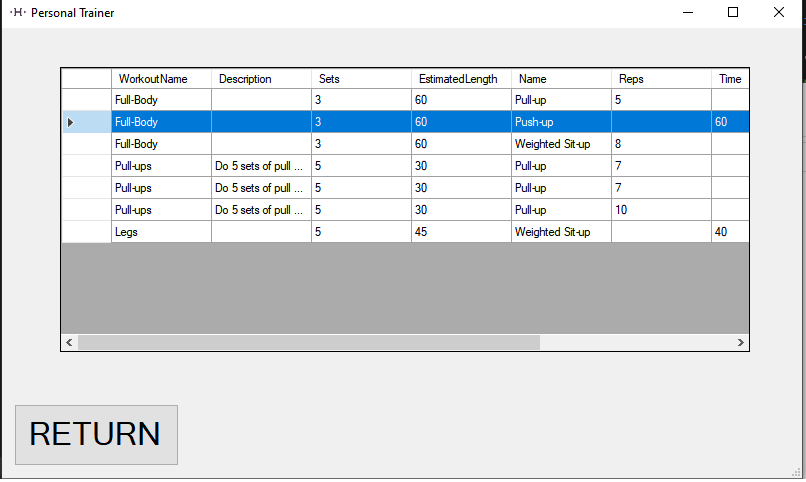 ·H· Personal Trainer
WorkoutName Description Sets EstimatedLength Name Reps Time
Full-Body 3 60 Pull-up 5
Full-Body 3 60 Push-up 60
Full-Body 3 60 Weighted Sit-up 8
Pull-ups Do 5 sets of pull ... 5 30 Pull-up 7
Pull-ups Do 5 sets of pull ... 5 30 Pull-up 7
Pull-ups Do 5 sets of pull ... 5 30 Pull-up 10
Legs 5 45 Weighted Sit-up 40
RETURN